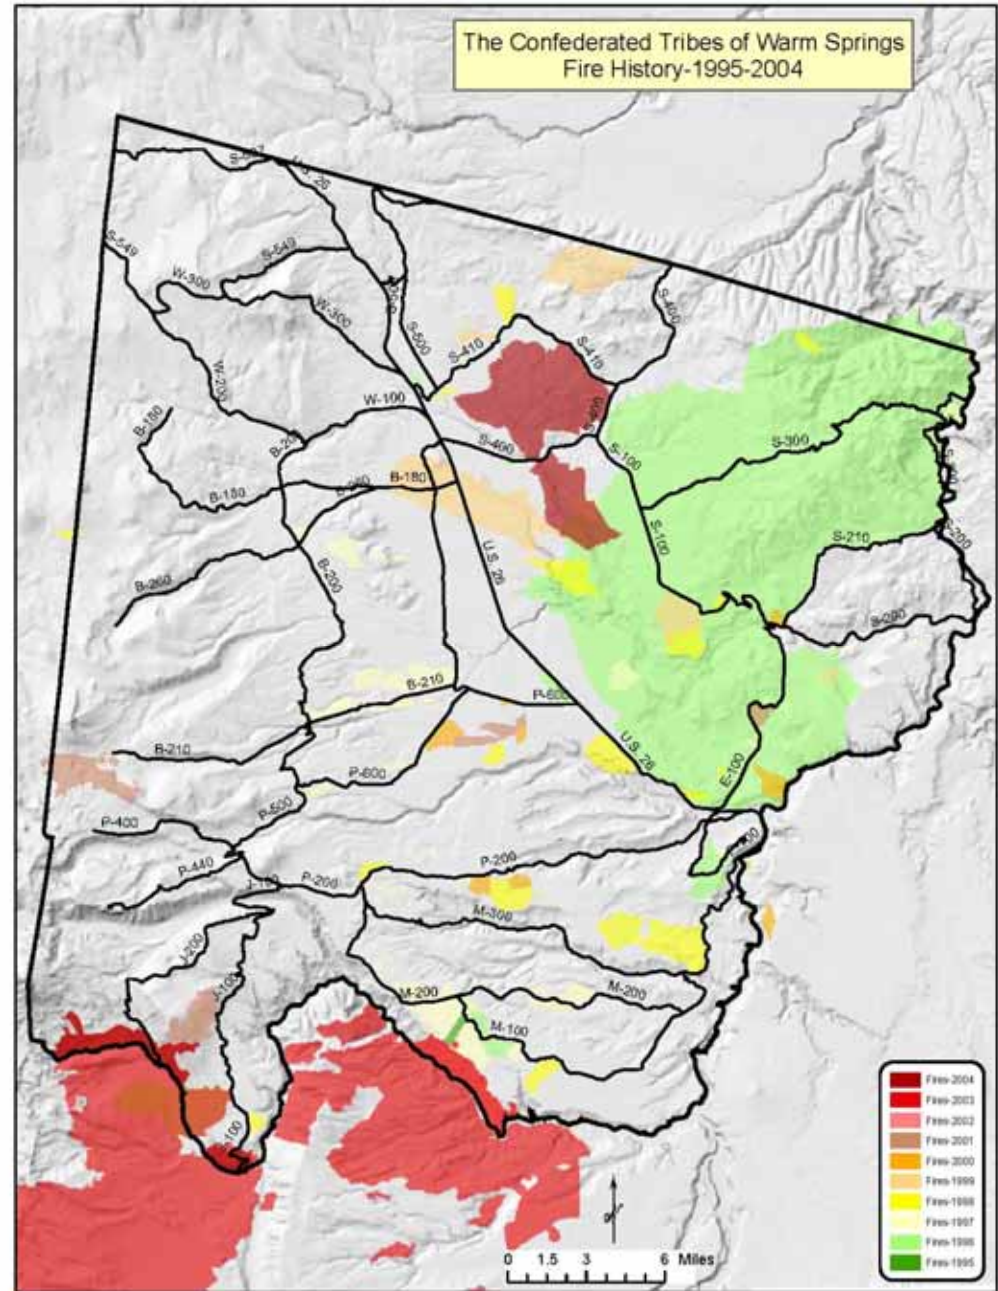 The Confederated Tribes of Warm Springs
Fire History-1995-2004
U.S. 26
S-549
S-549
W-300
W-300
S-500
S-400
S-410
S-410
W-200
W-100
S-400
S-400
B-180
S-100
S-300
B-180
B-180
S-100
S-210
S-200
B-260
B-200
U.S. 26
S-200
B-210
P-600
B-210
U.S. 26
P-600
E-100
P-500
P-400
P-440
P-200
P-200
M-300
J-200
J-100
M-200
M-200
M-100
Fires-2004
Fires-2003
Fires-2002
Fires-2001
Fires-2000
Fires-1999
Fires-1998
Fires-1997
Fires-1996
Fires-1995
0 1.5 3 6 Miles